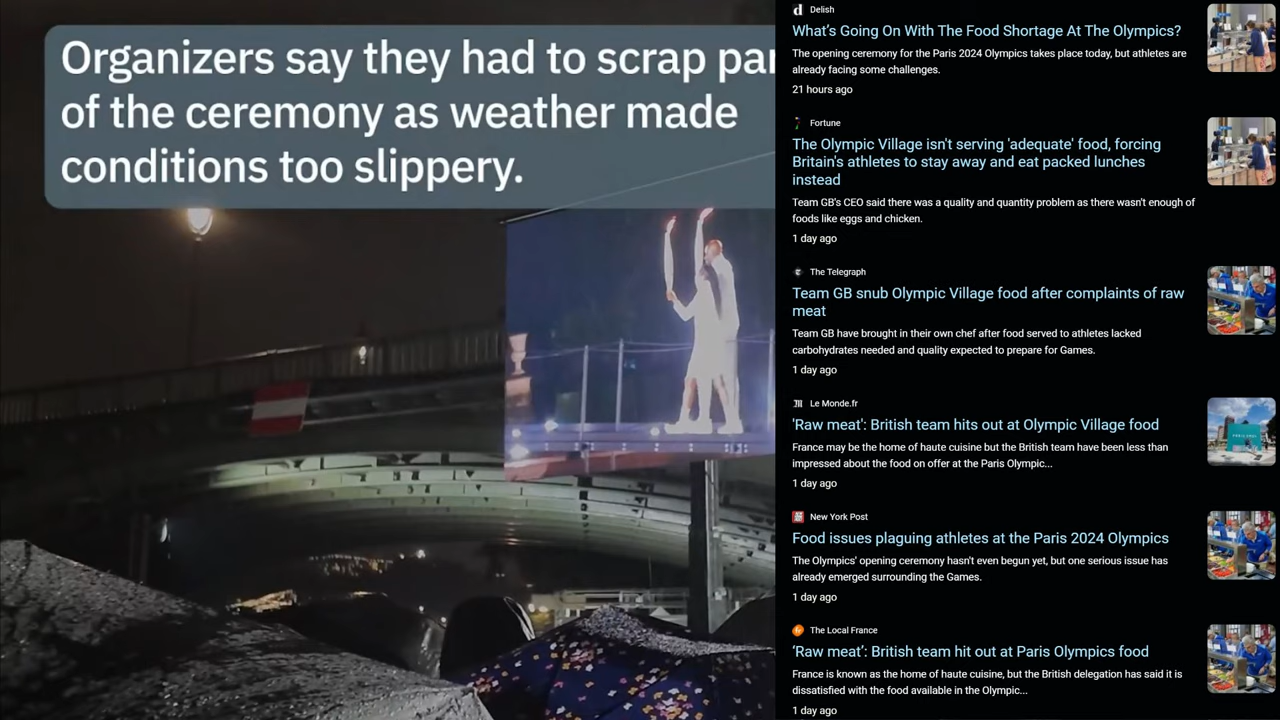 Organizers say they had to scrap par
of the ceremony as weather made
conditions too slippery.
Delish
What's Going On With The Food Shortage At The Olympics?
The opening ceremony for the Paris 2024 Olympics takes place today, but athletes are
already facing some challenges.
21 hours ago
Fortune
The Olympic Village isn't serving 'adequate' food, forcing
Britain's athletes to stay away and eat packed lunches
instead
Team GB's CEO said there was a quality and quantity problem as there wasn't enough of
foods like eggs and chicken.
1 day ago
The Telegraph
Team GB snub Olympic Village food after complaints of raw
meat
Team GB have brought in their own chef after food served to athletes lacked
carbohydrates needed and quality expected to prepare for Games.
1 day ago
Le Monde.fr
'Raw meat': British team hits out at Olympic Village food
France may be the home of haute cuisine but the British team have been less than
impressed about the food on offer at the Paris Olympic...
1 day ago
New York Post
Food issues plaguing athletes at the Paris 2024 Olympics
The Olympics' opening ceremony hasn't even begun yet, but one serious issue has
already emerged surrounding the Games.
1 day ago
The Local France
‘Raw meat’: British team hit out at Paris Olympics food
France is known as the home of haute cuisine, but the British delegation has said it is
dissatisfied with the food available in the Olympic...
1 day ago